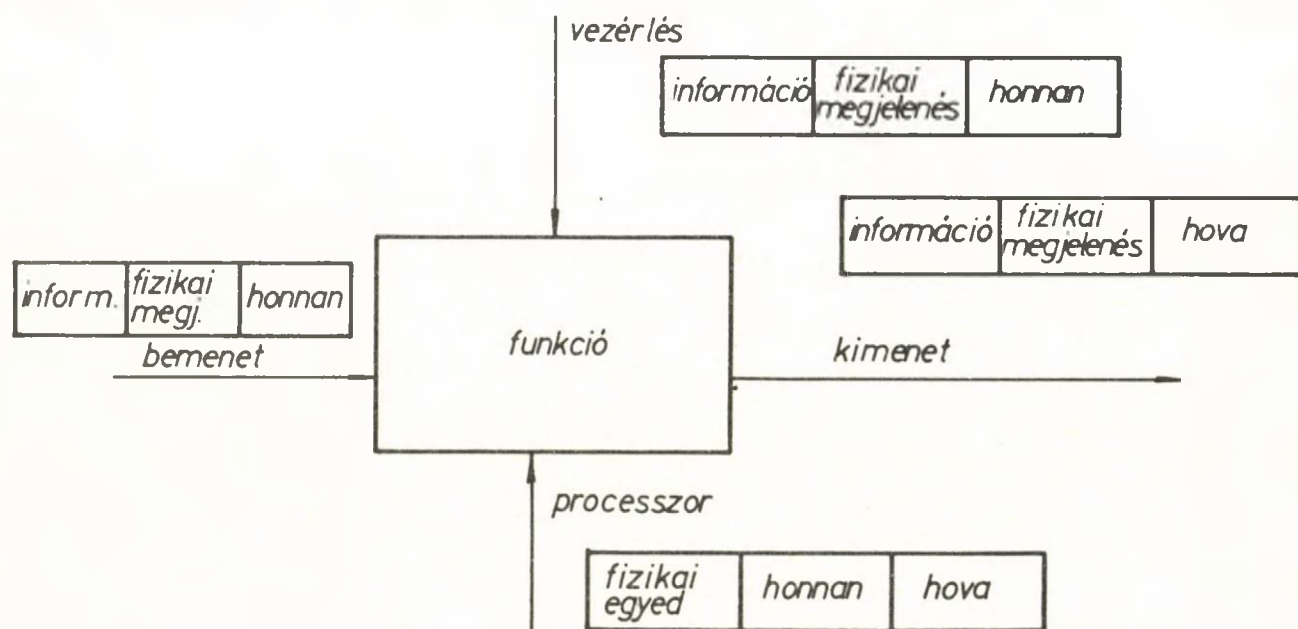 vezérlés
információ fizikai megjelenés honnan
információ fizikai megjelenés hova
inform. fizikai megj. honnan
bemenet
funkció
kimenet
processzor
fizikai egyed honnan hova